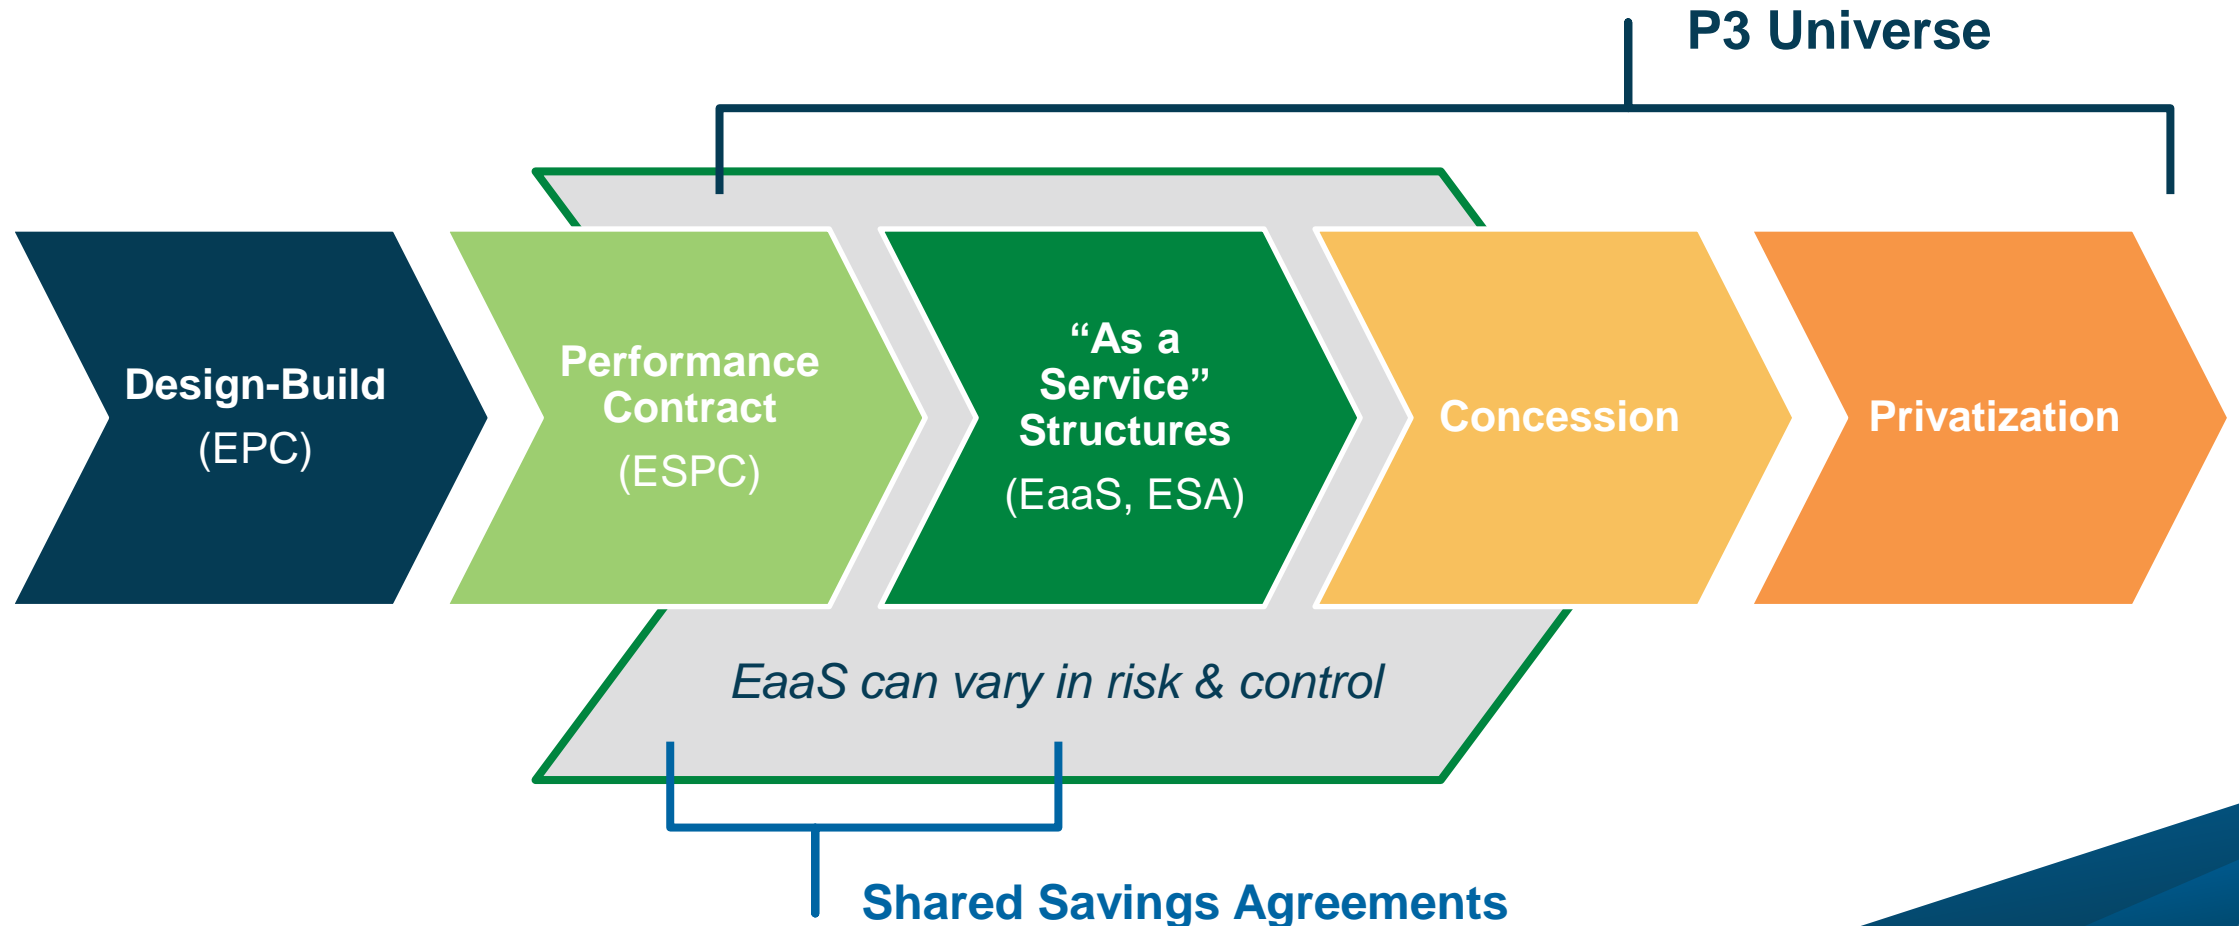 P3 Universe
Design-Build
(EPC)
Performance
Contract
(ESPC)
“As a
Service”
Structures
(EaaS, ESA)
Concession
Privatization
EaaS can vary in risk & control
Shared Savings Agreements